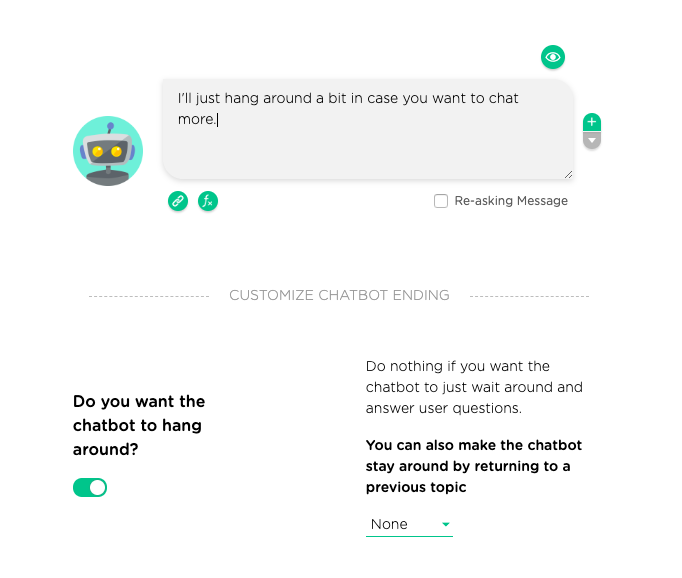 I'll just hang around a bit in case you want to chat
more.
+
fx
Re-asking Message
CUSTOMIZE CHATBOT ENDING
Do you want the
chatbot to hang
around?
Do nothing if you want the
chatbot to just wait around and
answer user questions.
You can also make the chatbot
stay around by returning to a
previous topic
None